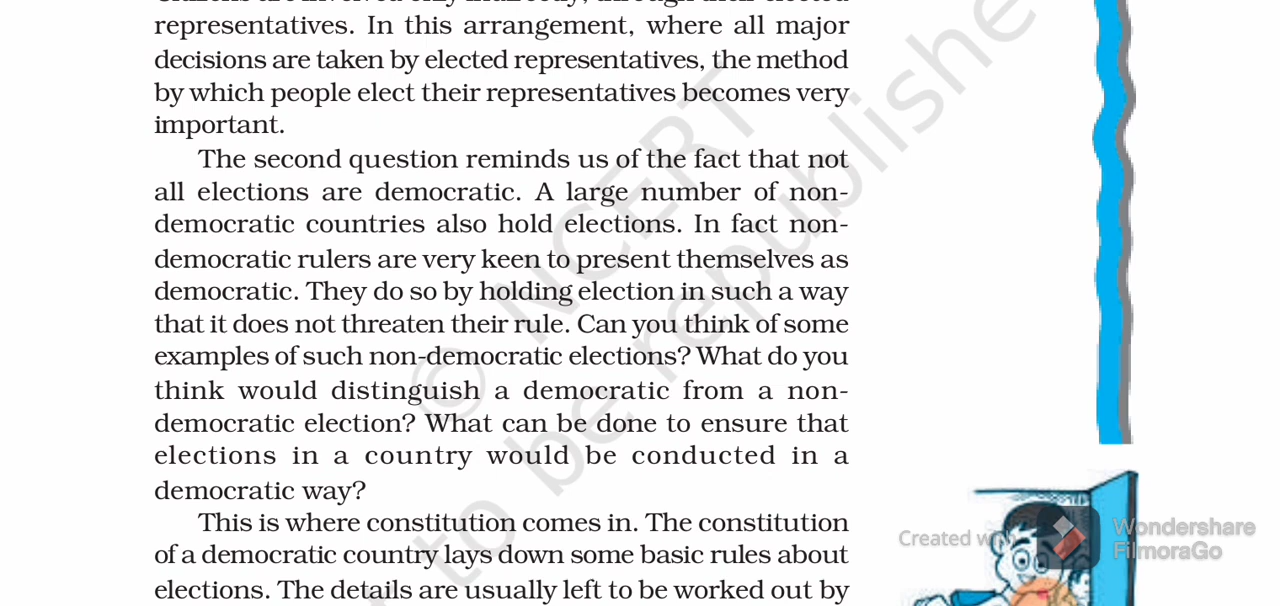 representatives. In this arrangement, where all major
decisions are taken by elected representatives, the method
by which people elect their representatives becomes very
important.
The second question reminds us of the fact that not
all elections are democratic. A large number of non-
democratic countries also hold elections. In fact non-
democratic rulers are very keen to present themselves as
democratic. They do so by holding election in such a way
that it does not threaten their rule. Can you think of some
examples of such non-democratic elections? What do you
think would distinguish a democratic from a non-
democratic election? What can be done to ensure that
elections in a country would be conducted in a
democratic way?
This is where constitution comes in. The constitution
of a democratic country lays down some basic rules about
elections. The details are usually left to be worked out by
© NCERT
to be republishe
Created
Wondershare
FilmoraGo